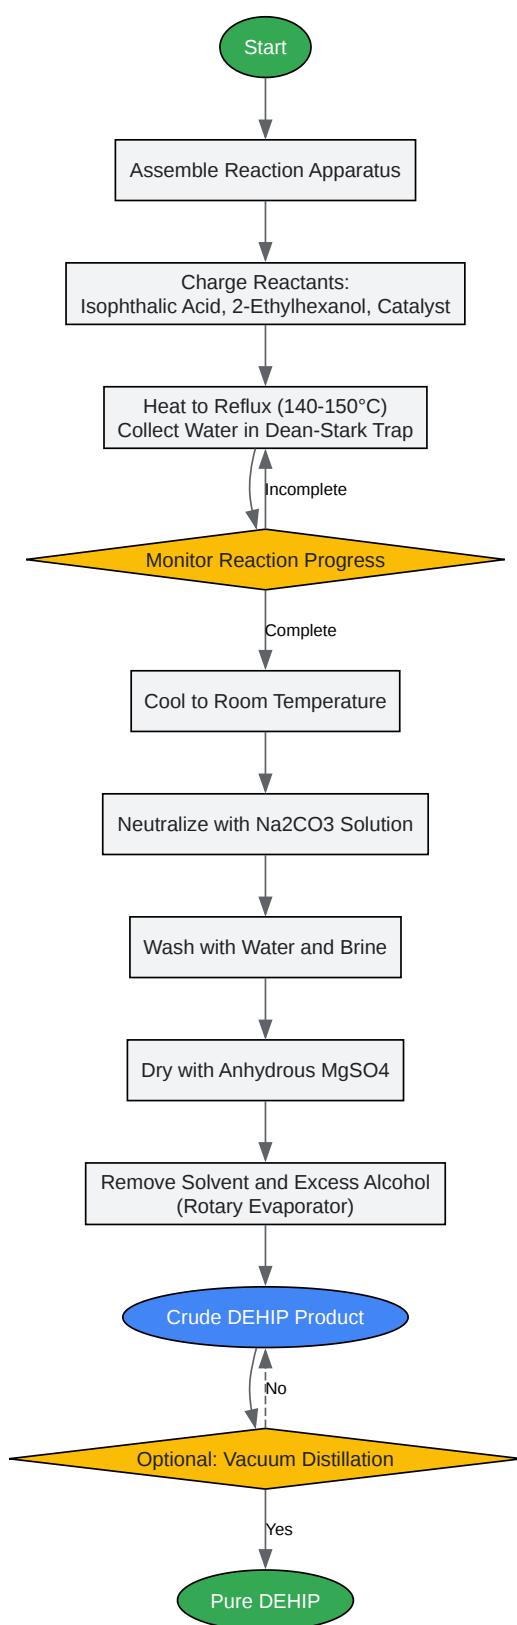 Start
Assemble Reaction Apparatus
Charge Reactants:
Isophthalic Acid, 2-Ethylhexanol, Catalyst
Heat to Reflux (140-150°C)
Collect Water in Dean-Stark Trap
Incomplete
Monitor Reaction Progress
Complete
Cool to Room Temperature
Neutralize with Na2CO3 Solution
Wash with Water and Brine
Dry with Anhydrous MgSO4
Remove Solvent and Excess Alcohol
(Rotary Evaporator)
Crude DEHIP Product
No
Optional: Vacuum Distillation
Yes
Pure DEHIP